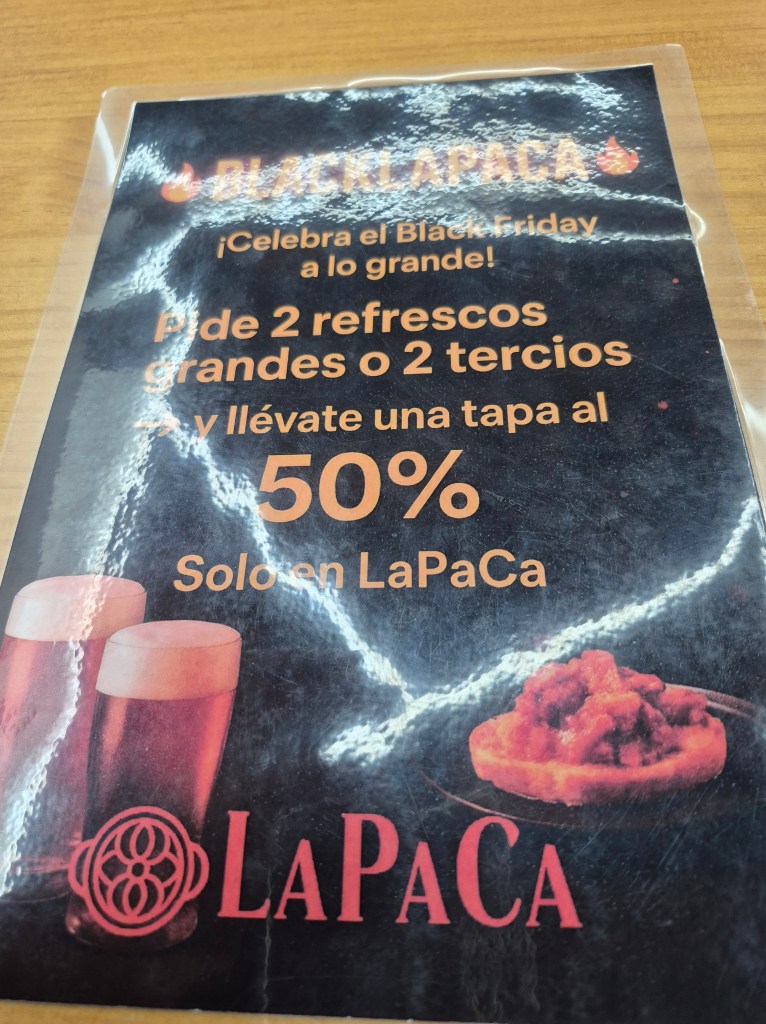 BLACKLAPACA
¡Celebra el Black Friday
a lo grande!
Pide 2 refrescos
grandes o 2 tercios
→ y llévate una tapa al
50%
Solo en LaPaCa
LAPACA